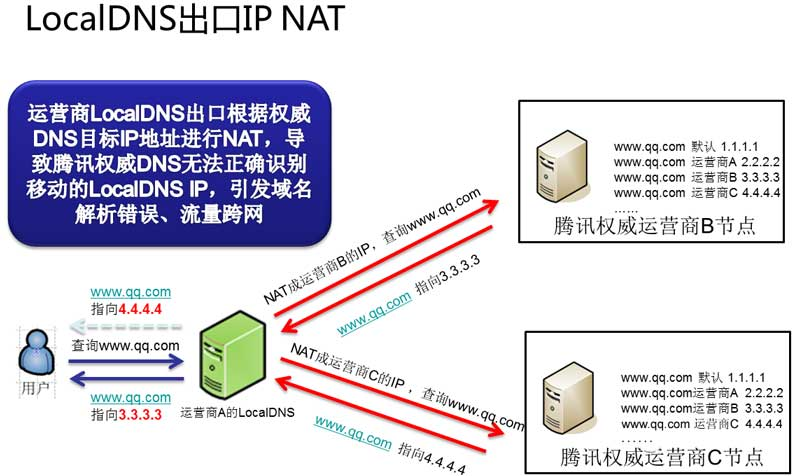 LocalDNS出口IP NAT
运营商LocalDNS出口根据权威
DNS目标IP地址进行NAT，导
致腾讯权威DNS无法正确识别
移动的LocalDNS IP，引发域名
解析错误、流量跨网
www.qq.com 默认 1.1.1.1
www.qq.com 运营商A 2.2.2.2
www.qq.com 运营商B 3.3.3.3
www.qq.com 运营商C 4.4.4.4
......
腾讯权威运营商B节点
NAT成运营商B的IP，查询www.qq.com
www.qq.com 指向3.3.3.3
www.qq.com
指向4.4.4.4
查询www.qq.com
www.qq.com
指向3.3.3.3
用户
运营商A的LocalDNS
NAT成运营商C的IP ，查询www.qq.com
www.qq.com 指向4.4.4.4
www.qq.com 默认 1.1.1.1
www.qq.com运营商A 2.2.2.2
www.qq.com运营商B 3.3.3.3
www.qq.com 运营商C 4.4.4.4
......
腾讯权威运营商C节点